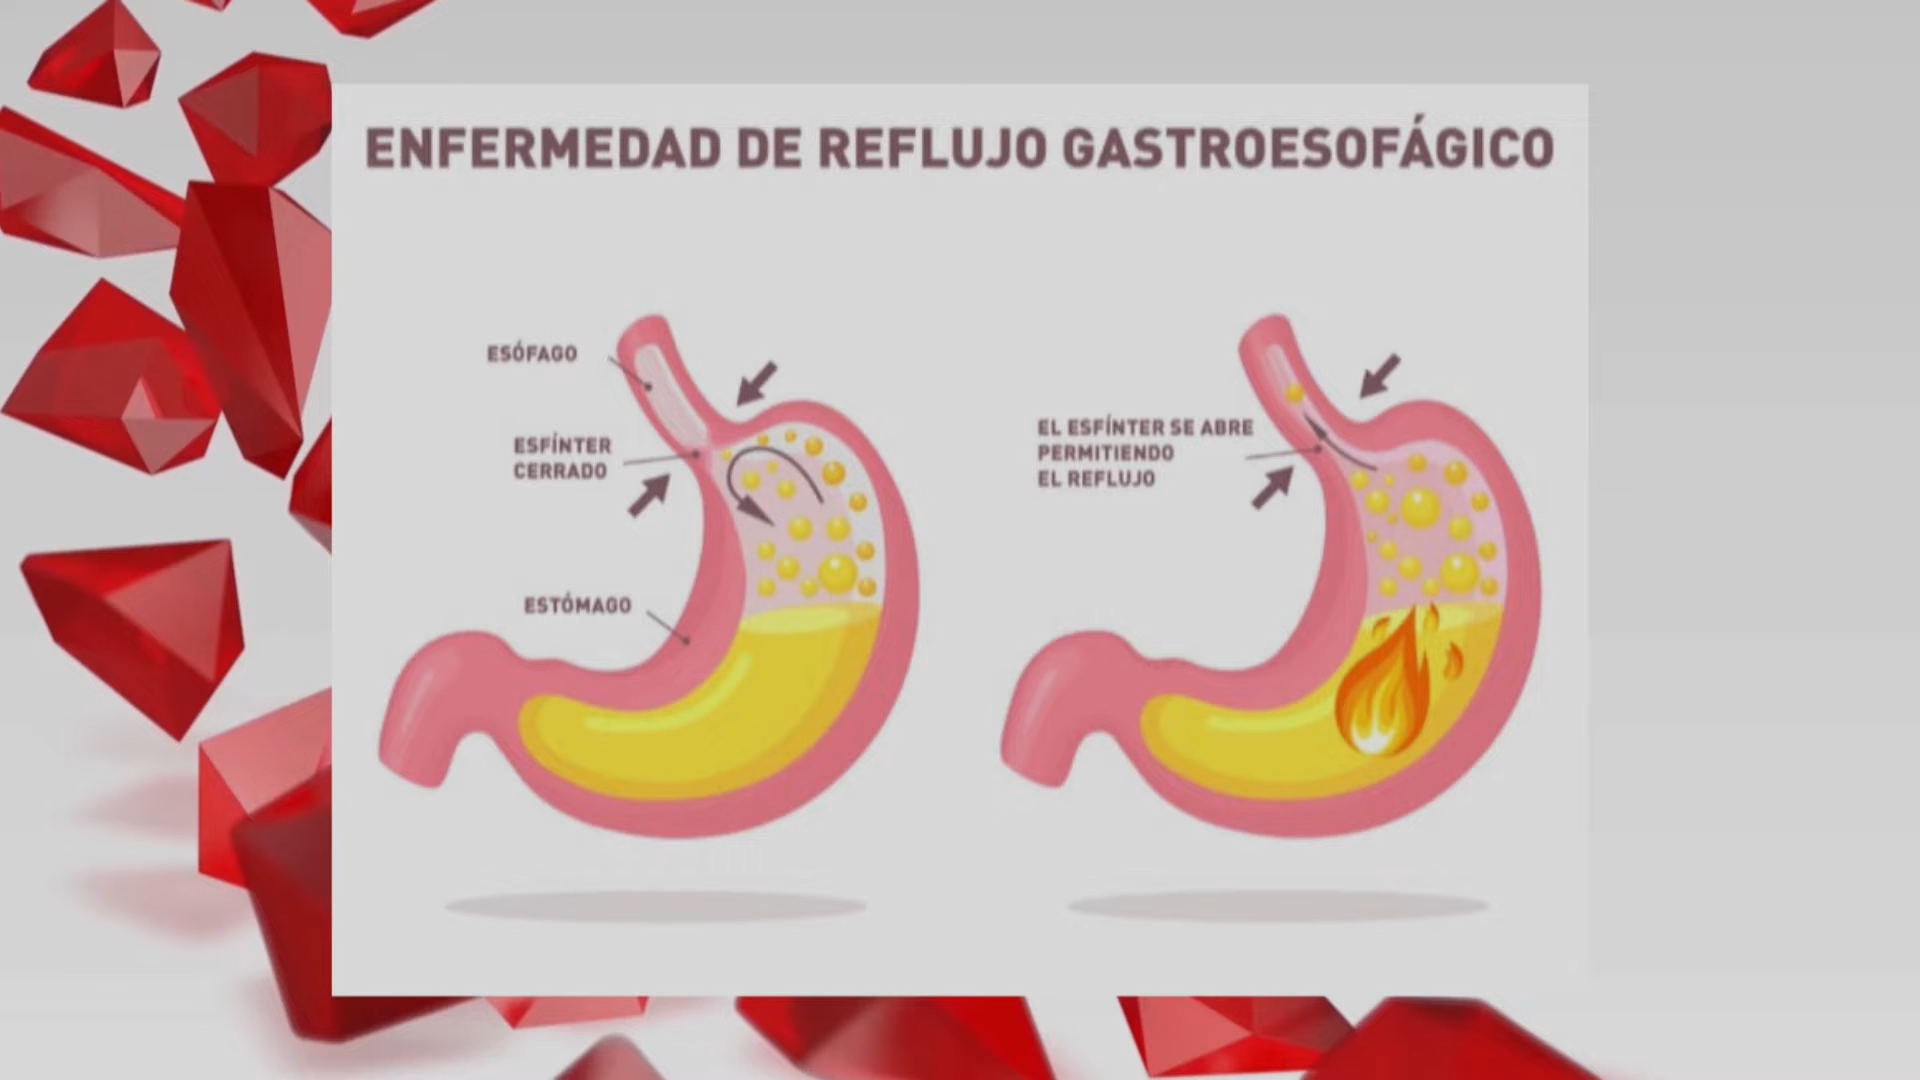 ENFERMEDAD DE REFLUJO GASTROESOFÁGICO
ESÓFAGO
ESFÍNTER
CERRADO
ESTÓMAGO
EL ESFÍNTER SE ABRE
PERMITIENDO
EL REFLUJO